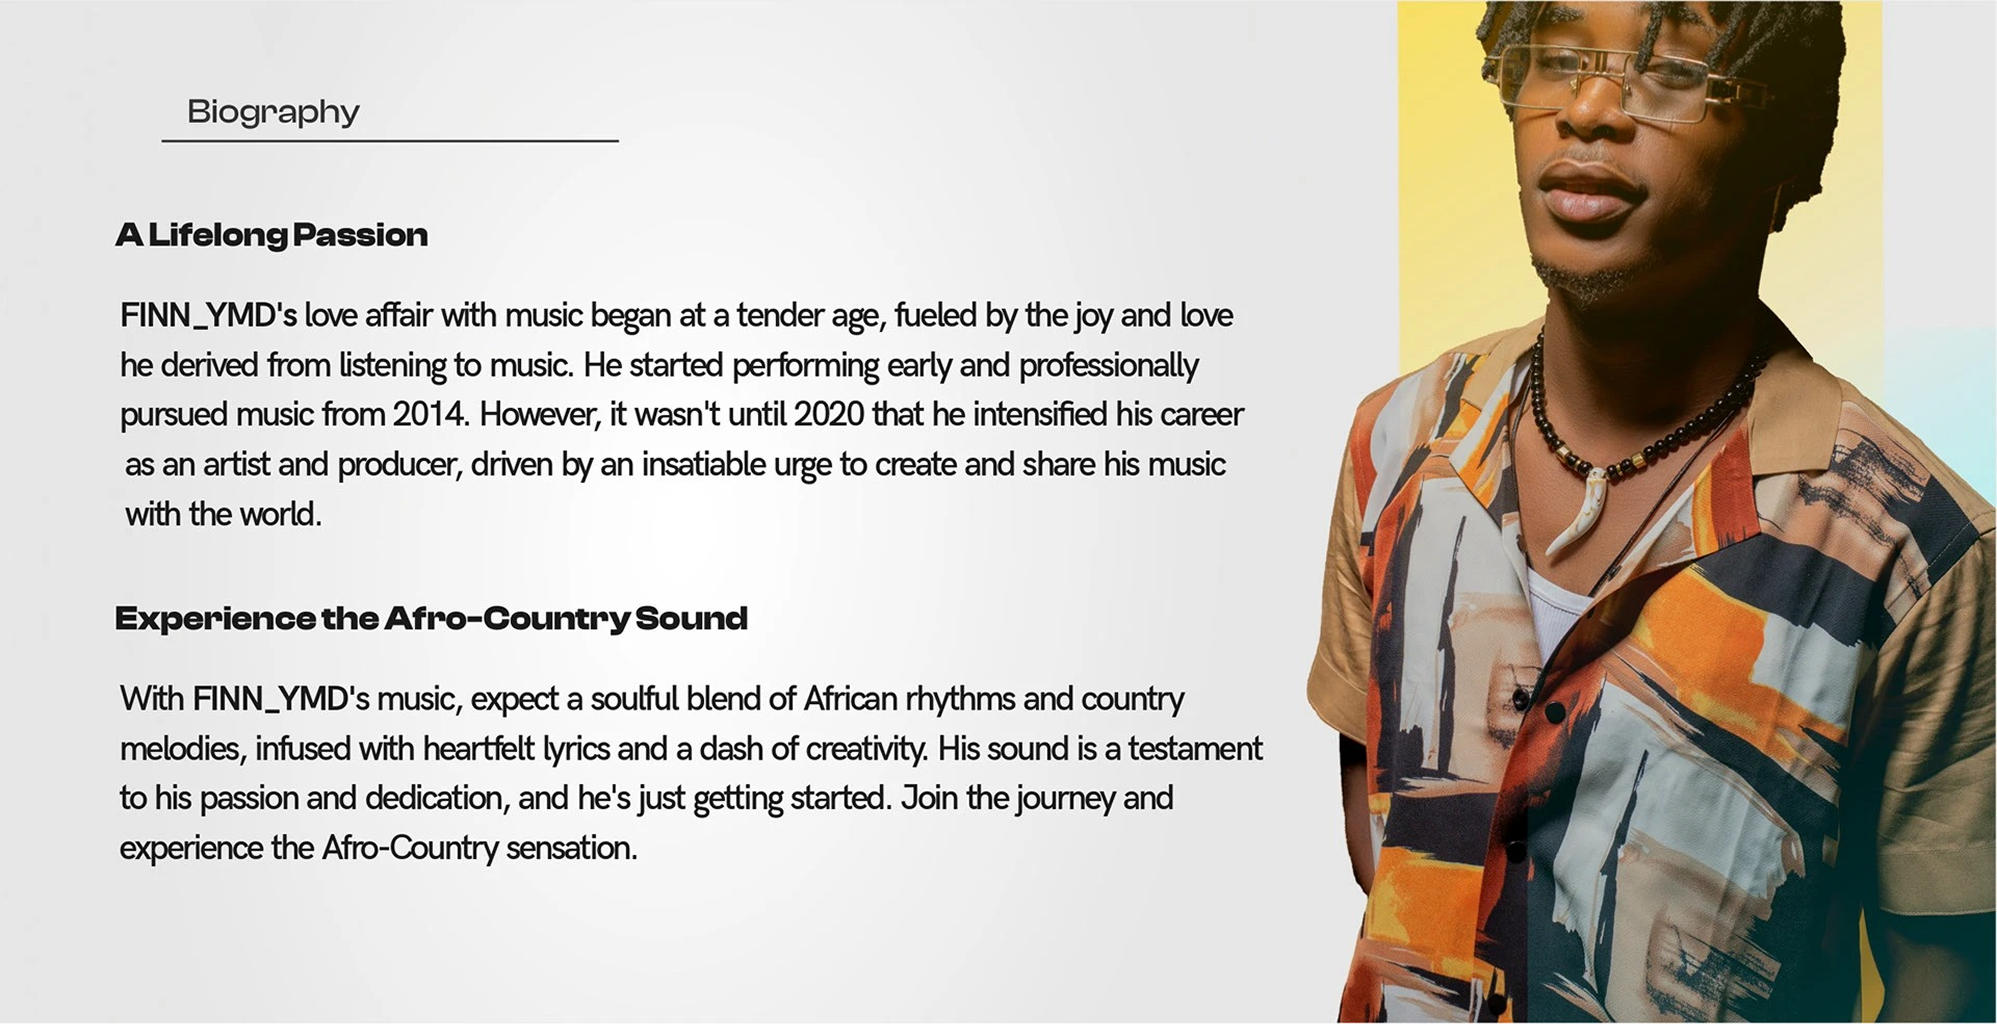 Biography
A Lifelong Passion
FINN_YMD's love affair with music began at a tender age, fueled by the joy and love
he derived from listening to music. He started performing early and professionally
pursued music from 2014. However, it wasn't until 2020 that he intensified his career
as an artist and producer, driven by an insatiable urge to create and share his music
with the world.
Experience the Afro-Country Sound
With FINN_YMD's music, expect a soulful blend of African rhythms and country
melodies, infused with heartfelt lyrics and a dash of creativity. His sound is a testament
to his passion and dedication, and he's just getting started. Join the journey and
experience the Afro-Country sensation.